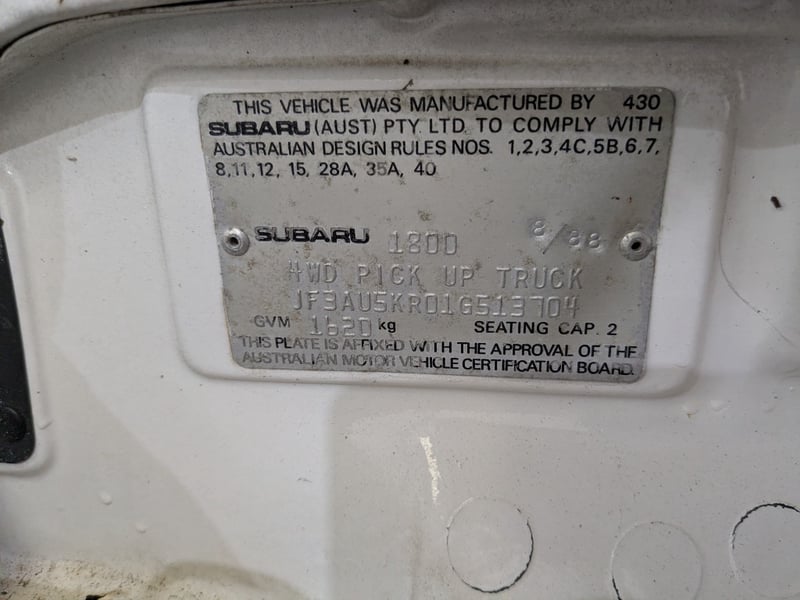 THIS VEHICLE WAS MANUFACTURED BY 430
SUBARU (AUST) PTY. LTD. TO COMPLY WITH
AUSTRALIAN DESIGN RULES NOS. 1,2,3,4C,5B,6,7,
8,11,12, 15, 28A, 35A, 40
SUBARU 1800 8/88
4WD PICK UP TRUCK
JF3AU5KR01G513704
GVM 1620 kg SEATING CAP. 2
THIS PLATE IS AFFIXED WITH THE APPROVAL OF THE
AUSTRALIAN MOTOR VEHICLE CERTIFICATION BOARD.